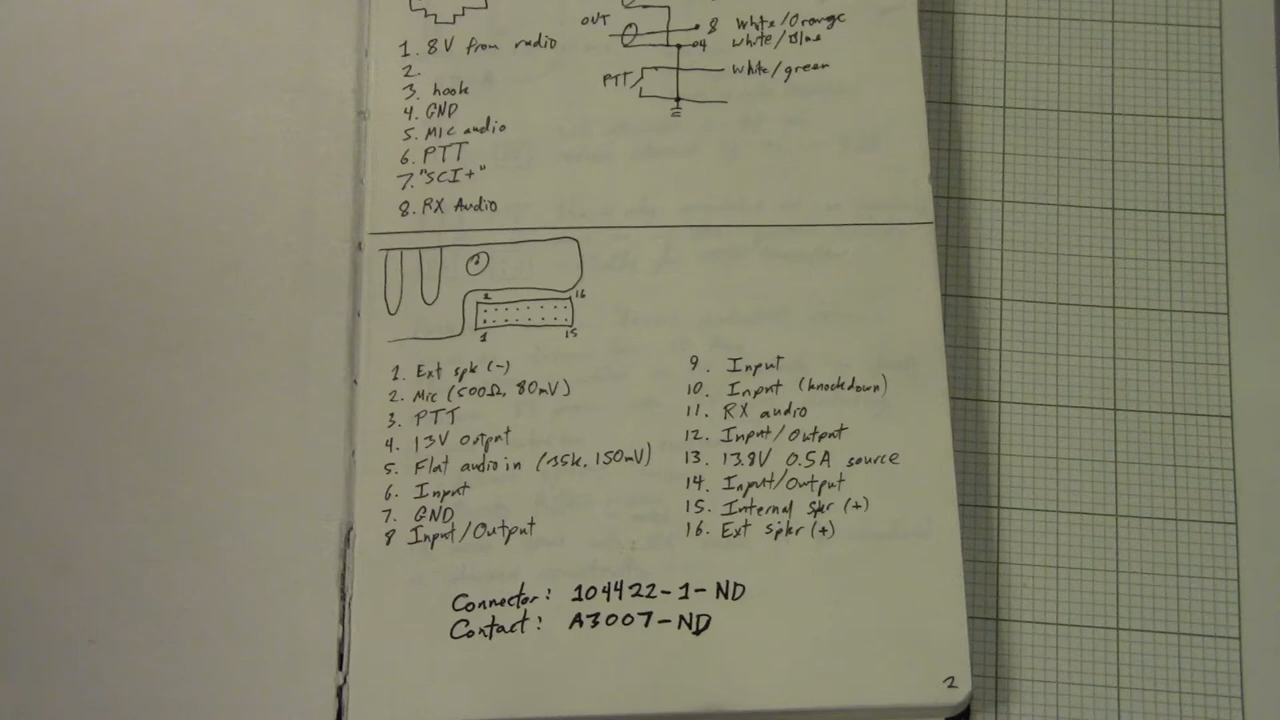 OUT
8 White/Orange
04 White/Blue
PTT White/green
1. 8V from radio
2.
3. hook
4. GND
5. MIC audio
6. PTT
7. "SCI+"
8. RX Audio
2 16
1 15
1. Ext spk (-)
2. Mic (500Ω, 80mV)
3. PTT
4. 13V output
5. Flat audio in (35k, 150mV)
6. Input
7. GND
8 Input/Output
9. Input
10. Input (knockdown)
11. RX audio
12. Input/Output
13. 13.8V 0.5A source
14. Input/Output
15. Internal spkr (+)
16. Ext spkr (+)
Connector: 104422-1-ND
Contact: A3007-ND
2